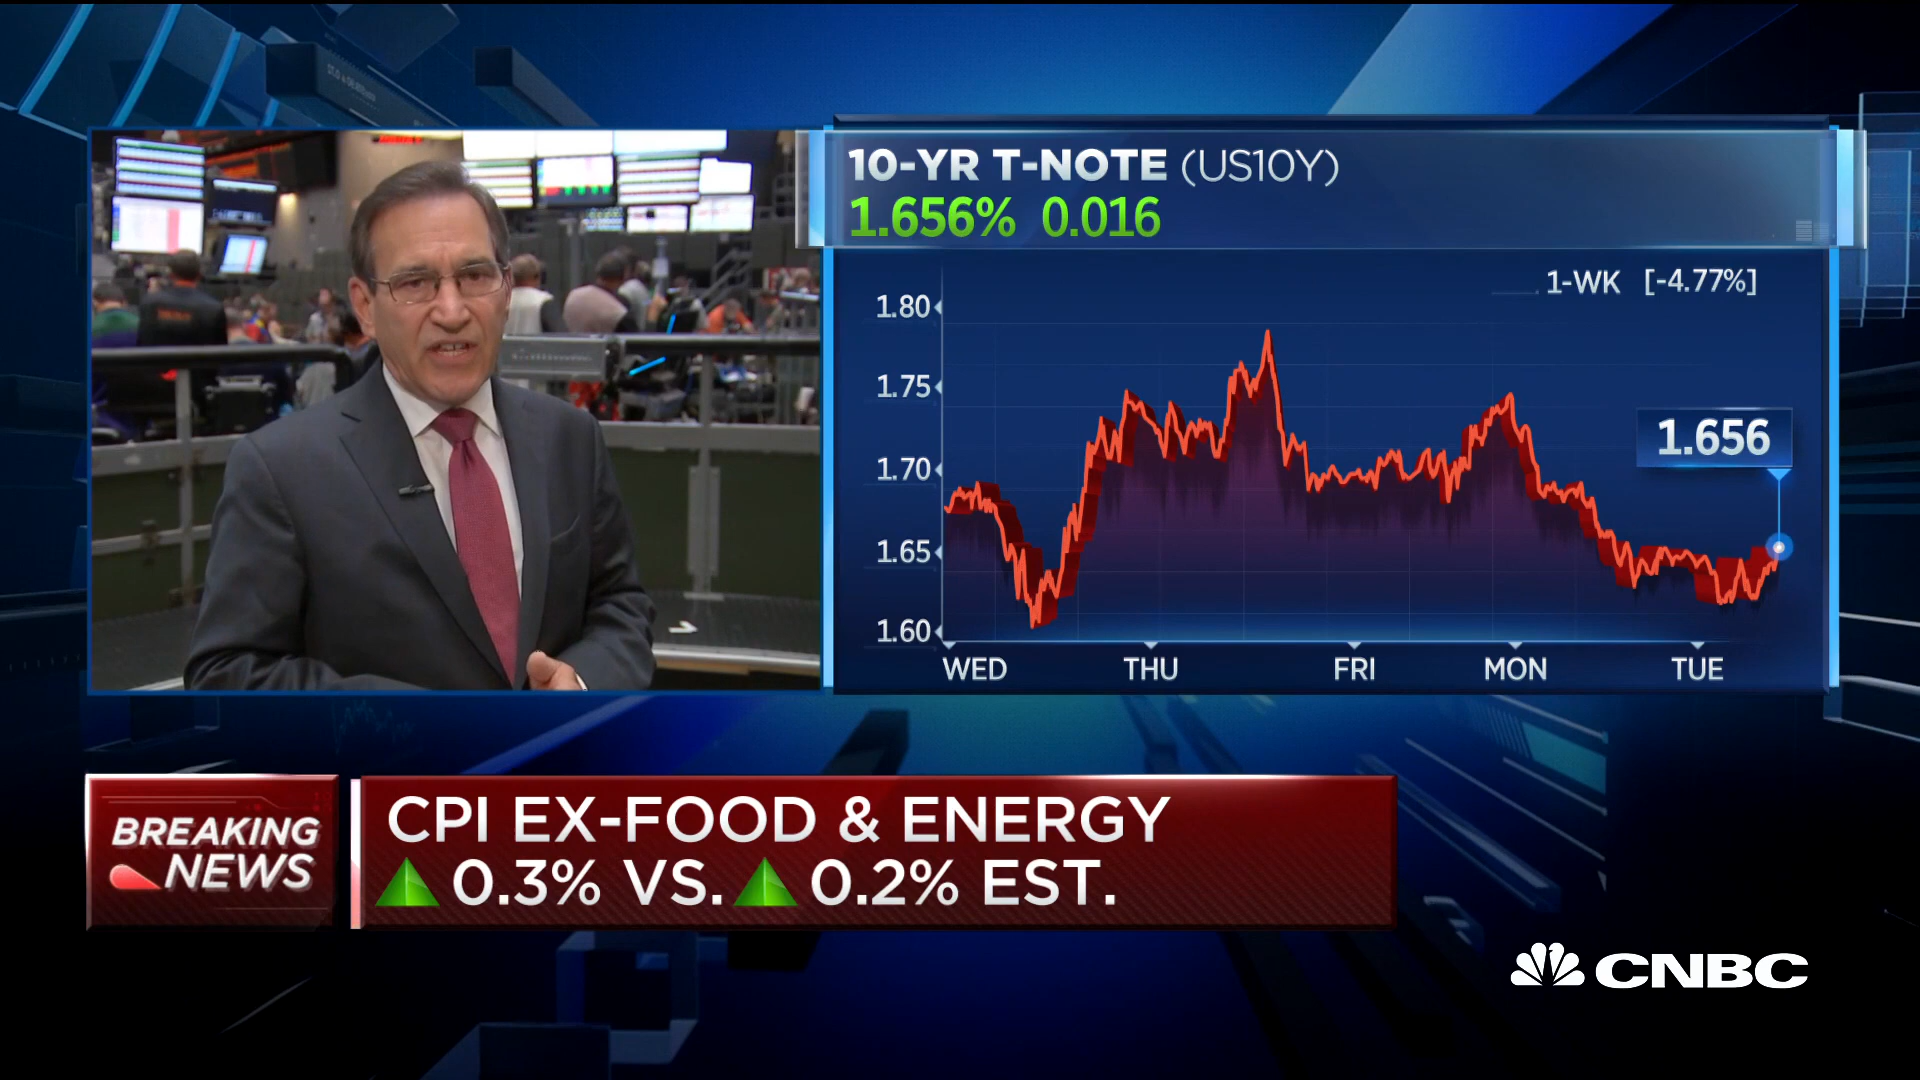 10-YR T-NOTE (US10Y)
1.656% 0.016
1-WK [-4.77%]
1.80
1.75
1.70
1.65
1.60
1.656
WED THU FRI MON TUE
BREAKING
NEWS
CPI EX-FOOD & ENERGY
0.3% VS. 0.2% EST.
CNBC